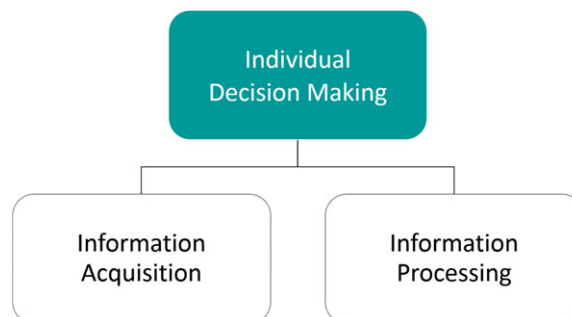 Individual
Decision Making
Information
Acquisition
Information
Processing